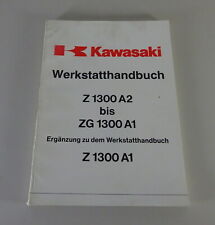 Kawasaki
Werkstatthandbuch
Z 1300 A2
bis
ZG 1300 A1
Ergänzung zu dem Werkstatthandbuch
Z 1300 A1